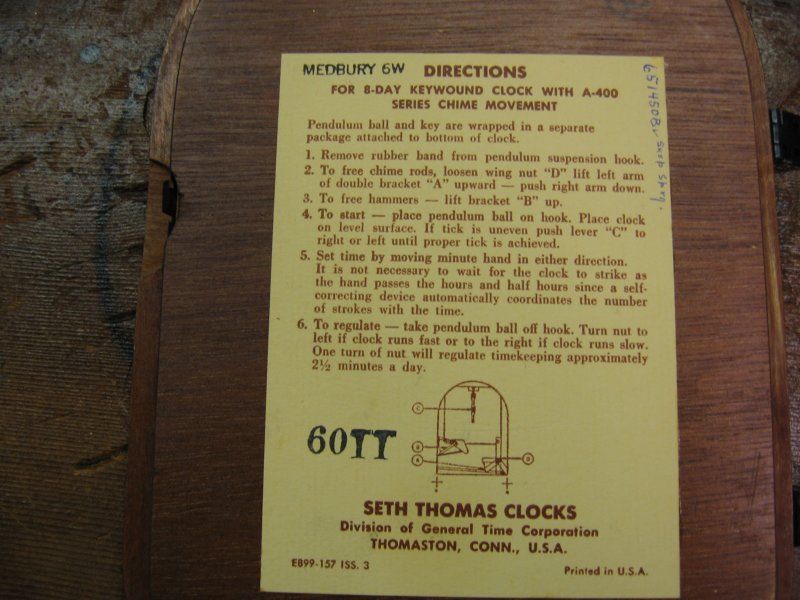 MEDBURY 6W DIRECTIONS
FOR 8-DAY KEYWOUND CLOCK WITH A-400
SERIES CHIME MOVEMENT
Pendulum ball and key are wrapped in a separate
package attached to bottom of clock.
1. Remove rubber band from pendulum suspension hook.
2. To free chime rods, loosen wing nut "D" lift left arm
of double bracket "A" upward — push right arm down.
3. To free hammers — lift bracket "B" up.
4. To start — place pendulum ball on hook. Place clock
on level surface. If tick is uneven push lever "C" to
right or left until proper tick is achieved.
5. Set time by moving minute hand in either direction.
It is not necessary to wait for the clock to strike as
the hand passes the hours and half hours since a self-
correcting device automatically coordinates the number
of strokes with the time.
6. To regulate — take pendulum ball off hook. Turn nut to
left if clock runs fast or to the right if clock runs slow.
One turn of nut will regulate timekeeping approximately
2½ minutes a day.
C
B
A
D
60TT
SETH THOMAS CLOCKS
Division of General Time Corporation
THOMASTON, CONN., U.S.A.
E899-157 ISS. 3
Printed in U.S.A.